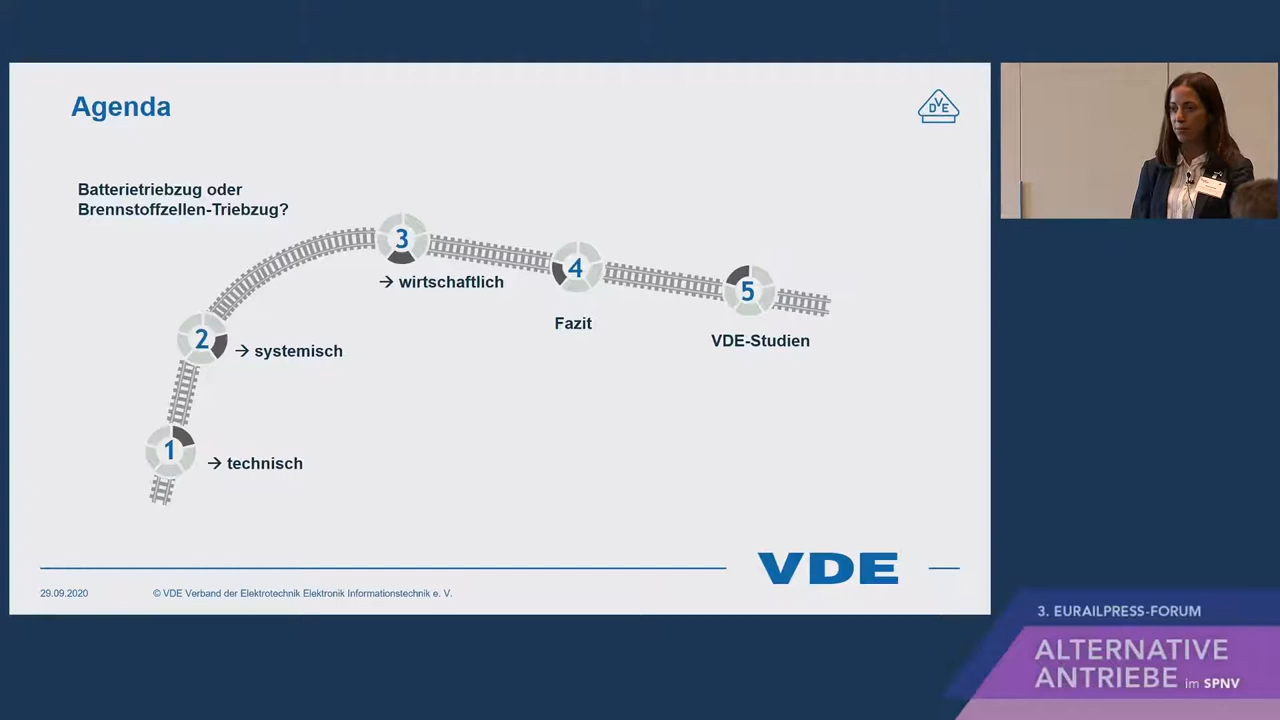 Agenda
DVE
Batterietriebzug oder
Brennstoffzellen-Triebzug?
3
→ wirtschaftlich
4
Fazit
5
VDE-Studien
2
→ systemisch
1
→ technisch
VDE
29.09.2020
© VDE Verband der Elektrotechnik Elektronik Informationstechnik e. V.
3. EURAILPRESS-FORUM
ALTERNATIVE
ANTRIEBE im SPNV